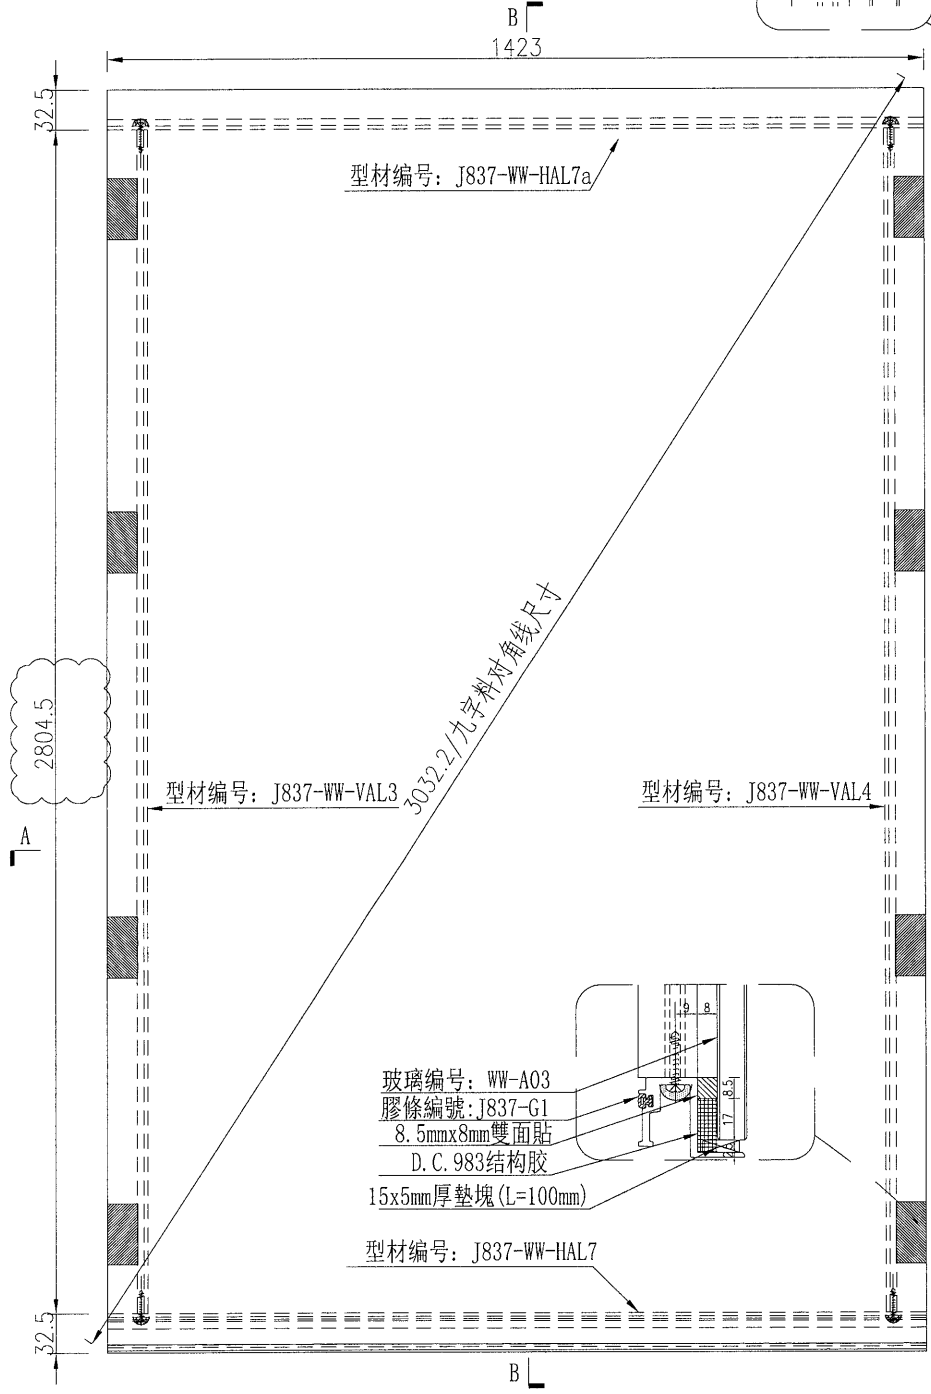 B
1423
32.5
型材编号: J837-WW-HAL7a
3032.2/九字料对角线尺寸
2804.5
型材编号: J837-WW-VAL3
型材编号: J837-WW-VAL4
A
9 8
玻璃编号: WW-A03
8.5
膠條編號:J837-G1
17
8.5mmx8mm雙面貼
D.C.983结构胶
15x5mm厚墊塊(L=100mm)
型材编号: J837-WW-HAL7
32.5
B